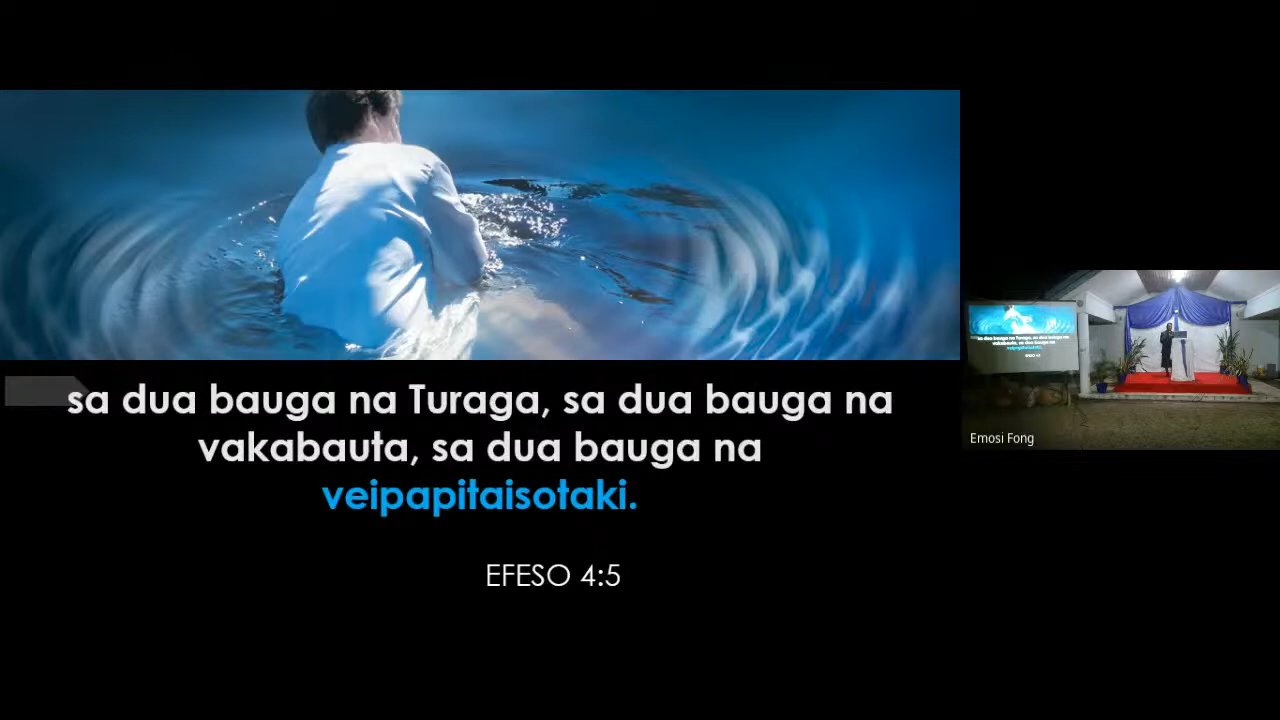 sa dua bauga na Turaga, sa dua bauga na
vakabauta, sa dua bauga na
veipapitaisotaki.
EFESO 4:5
Emosi Fong